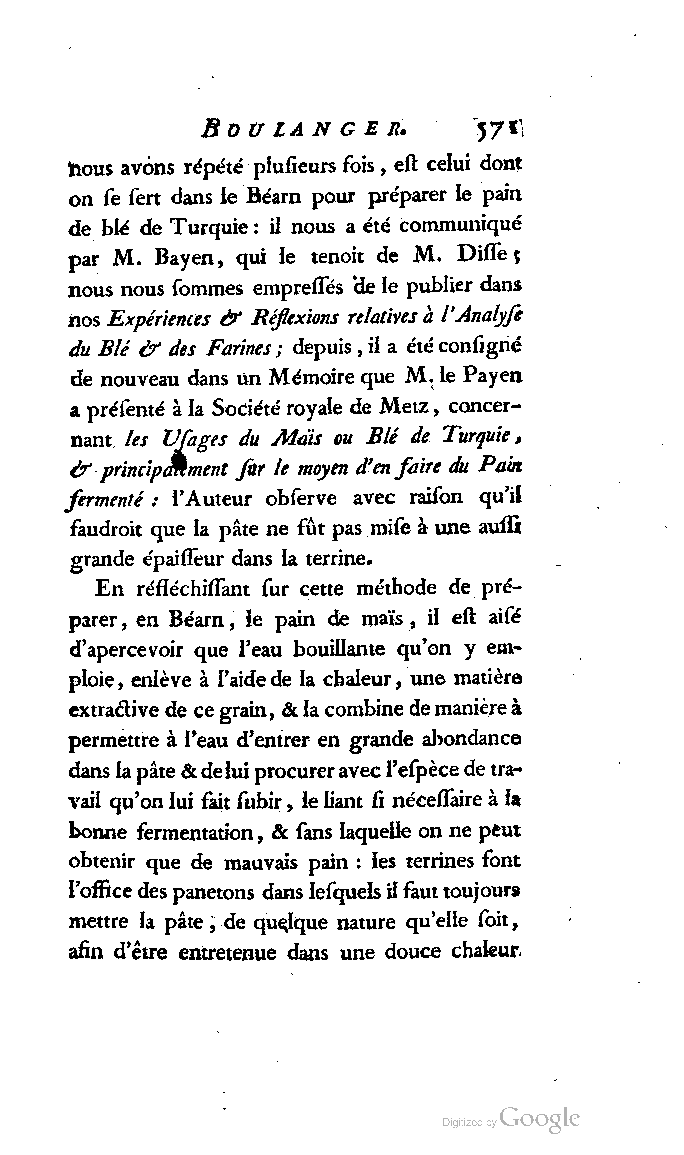 BOULANGER. 571
nous avons répété pluſieurs fois, eſt celui dont
on ſe ſert dans le Béarn pour préparer le pain
de blé de Turquie: il nous a été communiqué
par M. Bayen, qui le tenoit de M. Diſſe;
nous nous ſommes empreſſés de le publier dans
nos Expériences & Réflexions relatives à l'Analyſe
du Blé & des Farines; depuis, il a été conſigné
de nouveau dans un Mémoire que M. le Payen
a préſenté à la Société royale de Metz, concer-
nant les Uſages du Maïs ou Blé de Turquie,
& principalement ſur le moyen d'en faire du Pain
fermenté: l'Auteur obſerve avec raiſon qu'il
faudroit que la pâte ne fût pas miſe à une auſſi
grande épaiſſeur dans la terrine.
En réfléchiſſant ſur cette méthode de pré-
parer, en Béarn, le pain de maïs, il eſt aiſé
d'apercevoir que l'eau bouillante qu'on y em-
ploie, enlève à l'aide de la chaleur, une matière
extractive de ce grain, & la combine de manière à
permettre à l'eau d'entrer en grande abondance
dans la pâte & de lui procurer avec l'eſpèce de tra-
vail qu'on lui fait ſubir, le liant ſi néceſſaire à la
bonne fermentation, & ſans laquelle on ne peut
obtenir que de mauvais pain: les terrines font
l'office des panetons dans leſquels il faut toujours
mettre la pâte, de quelque nature qu'elle ſoit,
afin d'être entretenue dans une douce chaleur.
Digitized by Google